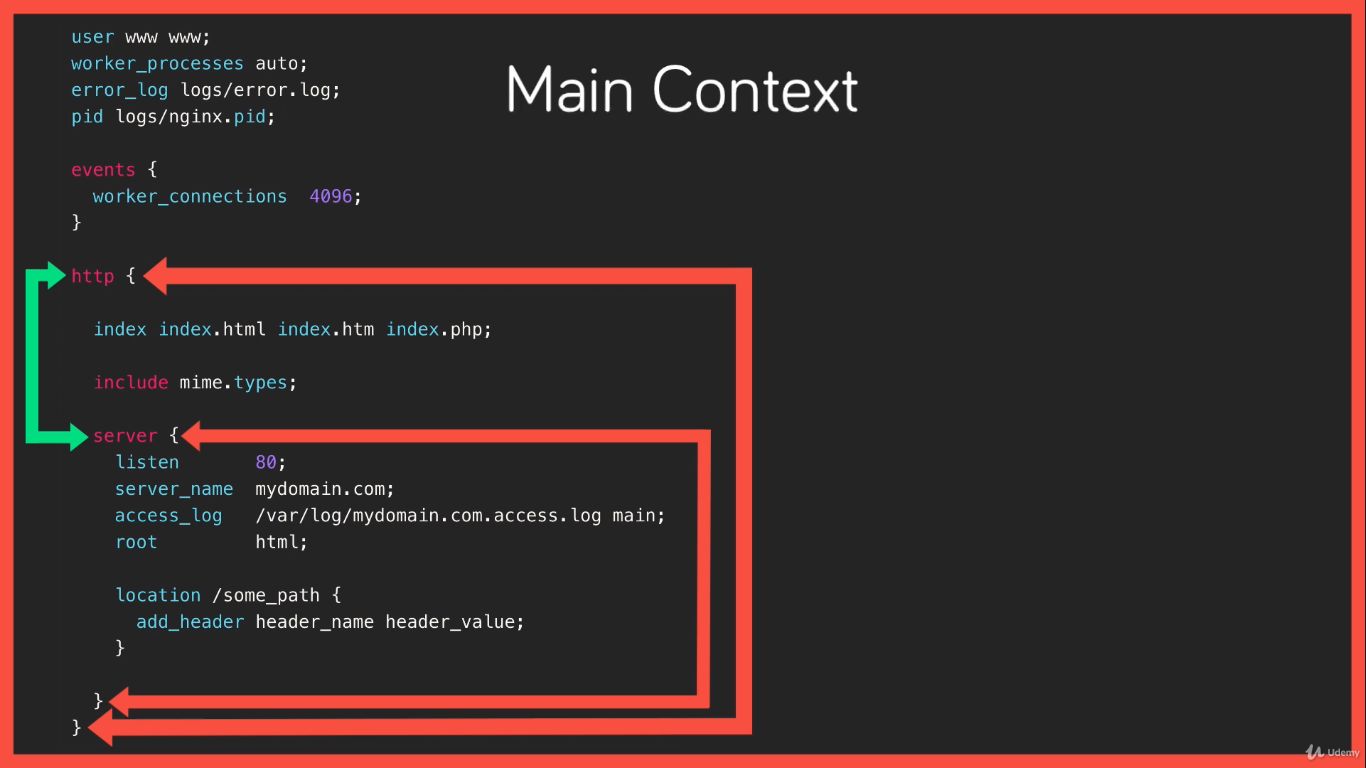 Main Context
user www www;
worker_processes auto;
error_log logs/error.log;
pid logs/nginx.pid;
events {
worker_connections 4096;
}
http {
index index.html index.htm index.php;
include mime.types;
server {
listen 80;
server_name mydomain.com;
access_log /var/log/mydomain.com.access.log main;
root html;
location /some_path {
add_header header_name header_value;
}
}
}
Udemy